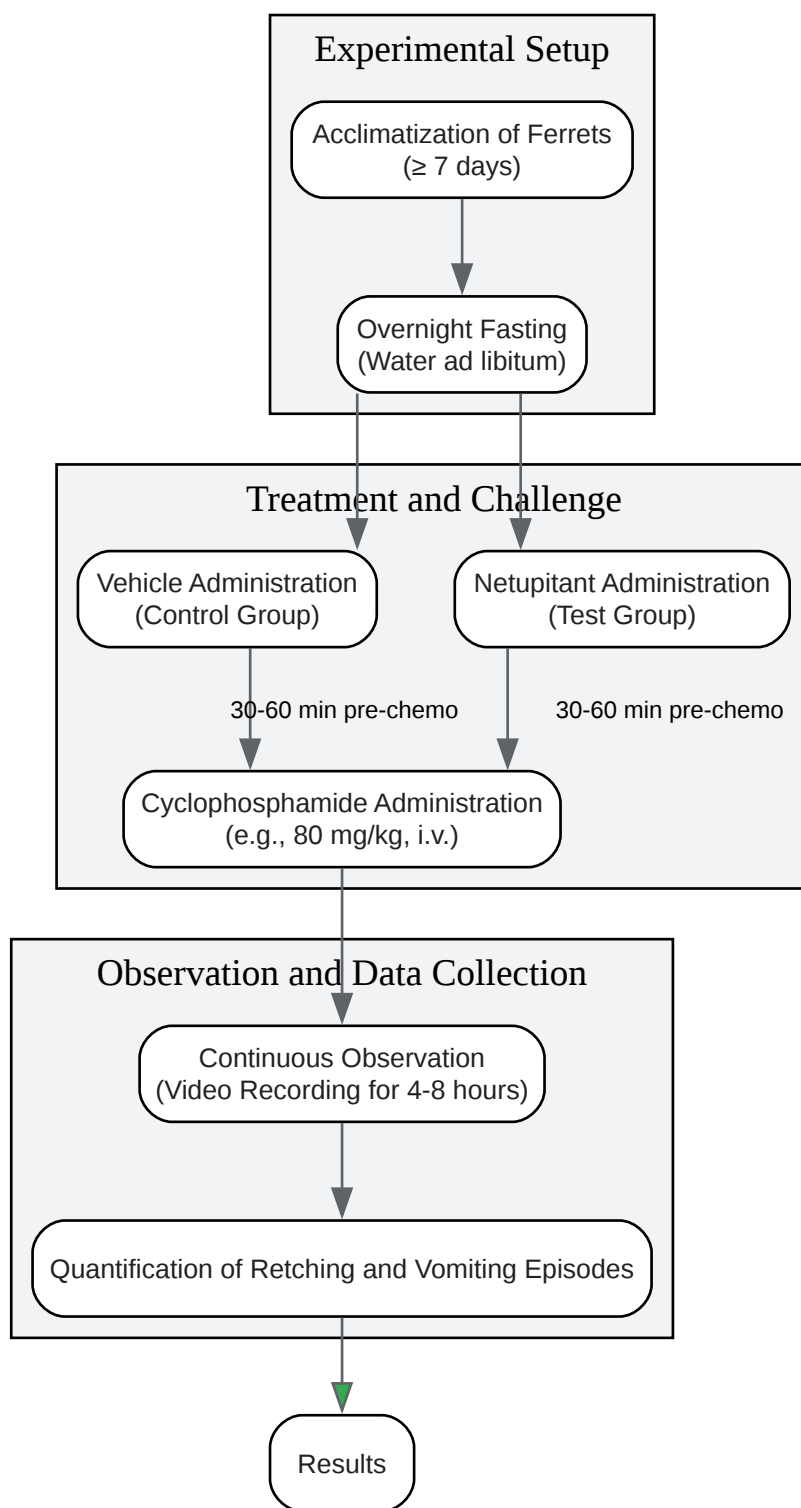 Experimental Setup
Acclimatization of Ferrets
(≥ 7 days)
Overnight Fasting
(Water ad libitum)
Treatment and Challenge
Vehicle Administration
(Control Group)
Netupitant Administration
(Test Group)
30-60 min pre-chemo
30-60 min pre-chemo
Cyclophosphamide Administration
(e.g., 80 mg/kg, i.v.)
Observation and Data Collection
Continuous Observation
(Video Recording for 4-8 hours)
Quantification of Retching and Vomiting Episodes
Results